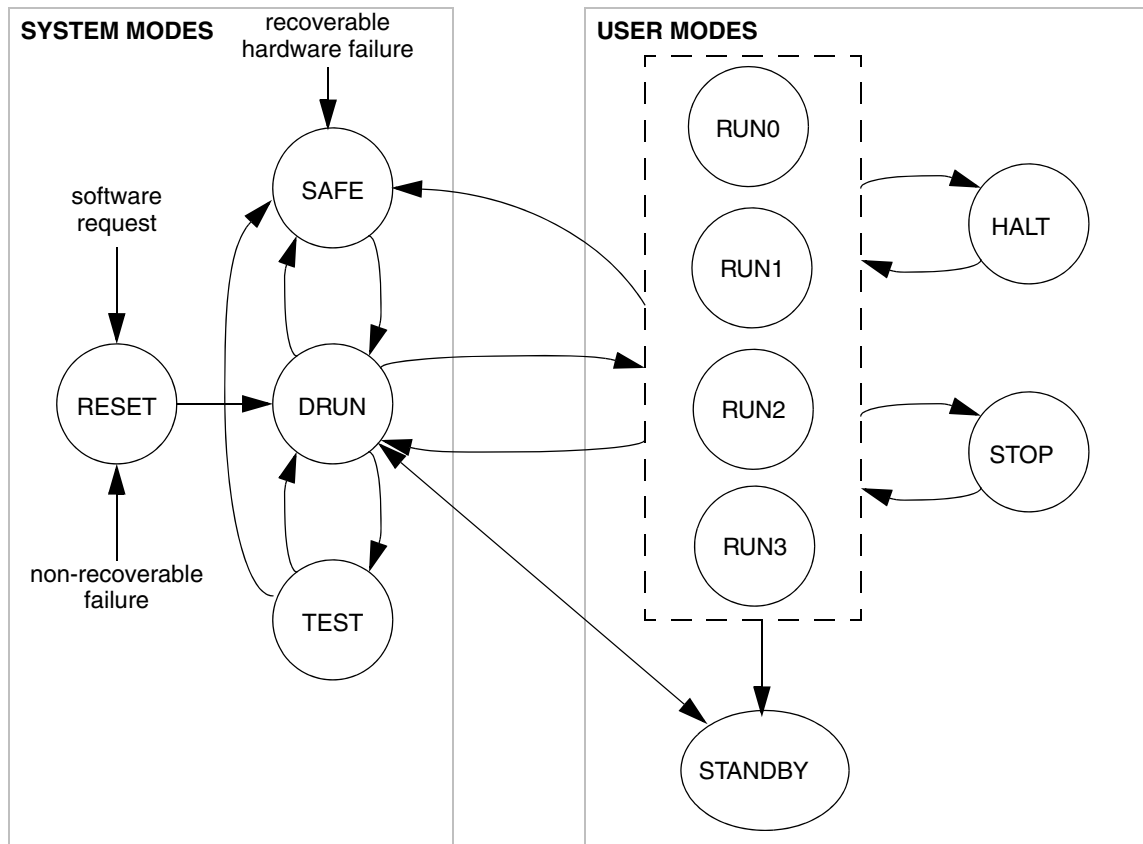 SYSTEM MODES
recoverable
hardware failure
SAFE
software
request
RESET
DRUN
non-recoverable
failure
TEST
USER MODES
RUN0
RUN1
RUN2
RUN3
HALT
STOP
STANDBY